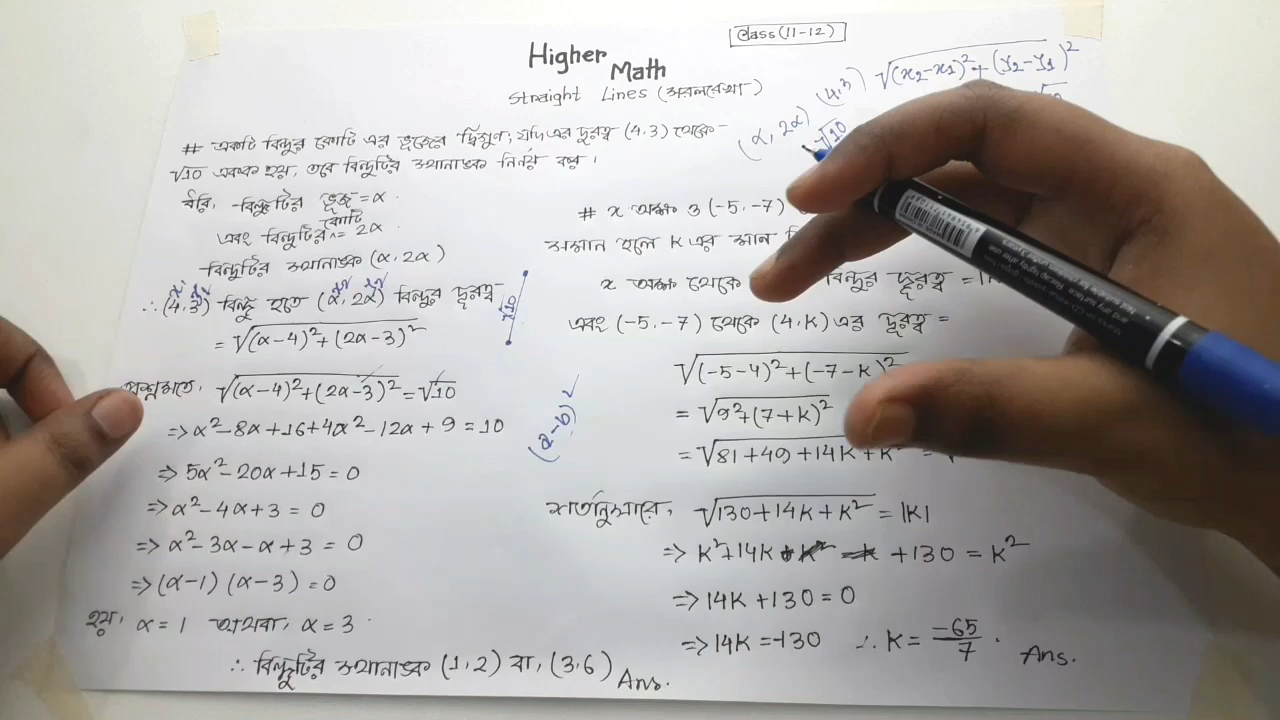 Class (11-12)
Higher Math
Straight Lines (সরলরেখা)
# একটি বিন্দুর কোটি এর ভূজের দ্বিগুণ, যদি এর দূরত্ব (4,3) থেকে
√10 একক হয়, তবে বিন্দুটির স্থানাঙ্ক নির্ণয় কর।
ধরি, বিন্দুটির ভূজ = α
এবং বিন্দুটির কোটি = 2α
বিন্দুটির স্থানাঙ্ক (α, 2α)
∴ (4,3) বিন্দু হতে (α, 2α) বিন্দুর দূরত্ব
= √(α-4)²+(2α-3)²
প্রশ্নমতে, √(α-4)²+(2α-3)² = √10
=> α²-8α+16+4α²-12α+9 = 10
=> 5α²-20α+15 = 0
=> α²-4α+3 = 0
=> α²-3α-α+3 = 0
=> (α-1) (α-3) = 0
হয়, α = 1 অথবা, α = 3
∴ বিন্দুটির স্থানাঙ্ক (1,2) বা, (3,6) Ans.
√10
(a-b)²
(α, 2α) (4,3) √(x₂-x₁)²+(y₂-y₁)²
√10
# x অক্ষ ও (-5,-7)
সমান হলে K এর মান
x অক্ষ থেকে বিন্দুর দূরত্ব =
এবং (-5,-7) থেকে (4,K) এর দূরত্ব =
√(-5-4)²+(-7-K)²
= √9²+(7+K)²
= √81+49+14K+K²
শর্তানুসারে, √130+14K+K² = |K|
=> K²+14K +130 = K²
=> 14K+130 = 0
=> 14K = -130 ∴ K = -65/7 . Ans.